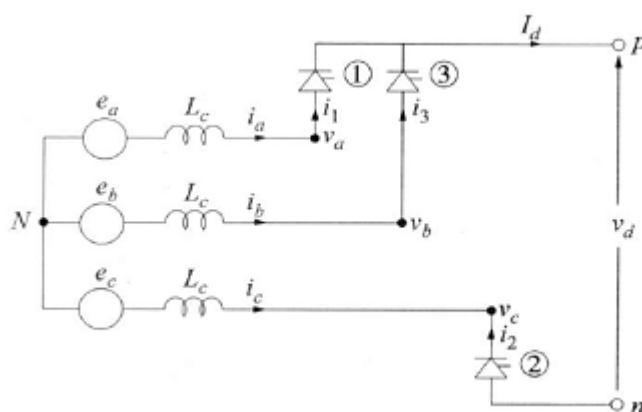 I_d
p
① ③
e_a L_c i_a i_1 i_3
v_a
e_b L_c i_b
N v_b v_d
e_c L_c i_c
v_c
i_2 ②
n